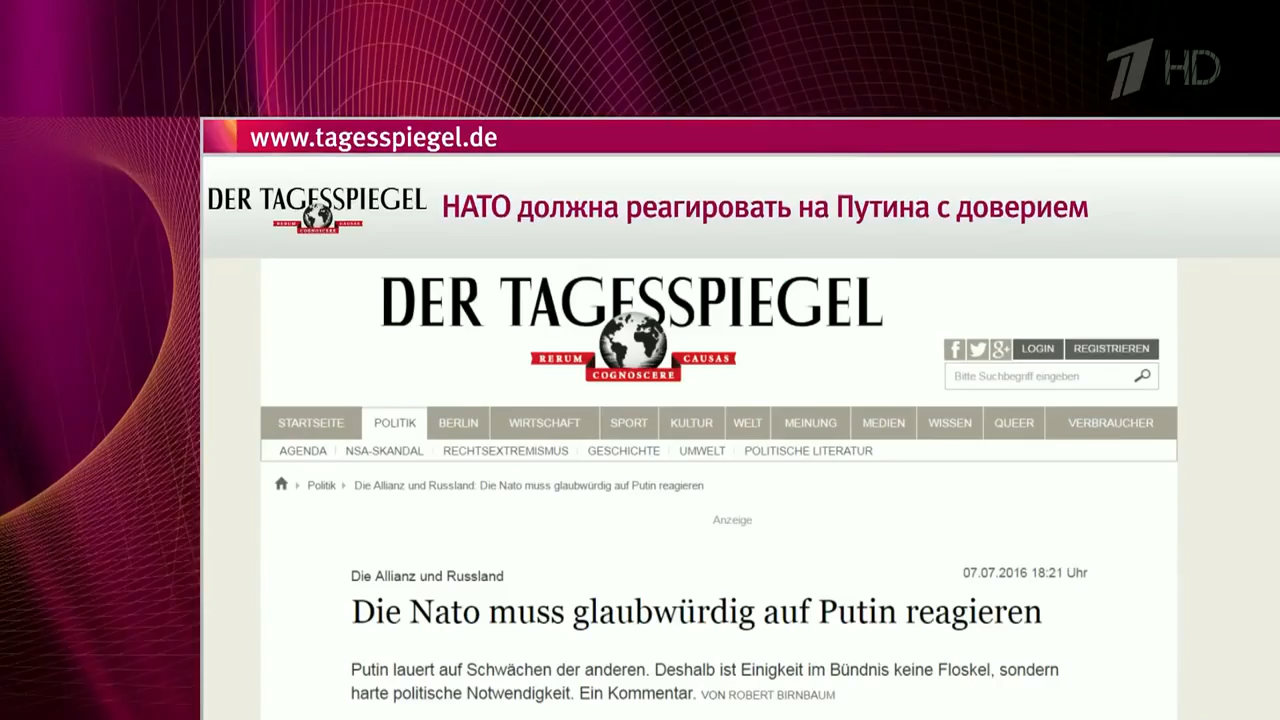 1 HD
www.tagesspiegel.de
DER TAGESSPIEGEL НАТО должна реагировать на Путина с доверием
RERUM CAUSAS
COGNOSCERE
DER TAGESSPIEGEL
RERUM CAUSAS
COGNOSCERE
f g+ LOGIN REGISTRIEREN
Bitte Suchbegriff eingeben
STARTSEITE POLITIK BERLIN WIRTSCHAFT SPORT KULTUR WELT MEINUNG MEDIEN WISSEN QUEER VERBRAUCHER
AGENDA NSA-SKANDAL RECHTSEXTREMISMUS GESCHICHTE UMWELT POLITISCHE LITERATUR
Politik Die Allianz und Russland: Die Nato muss glaubwürdig auf Putin reagieren
Anzeige
Die Allianz und Russland 07.07.2016 18:21 Uhr
Die Nato muss glaubwürdig auf Putin reagieren
Putin lauert auf Schwächen der anderen. Deshalb ist Einigkeit im Bündnis keine Floskel, sondern
harte politische Notwendigkeit. Ein Kommentar. VON ROBERT BIRNBAUM